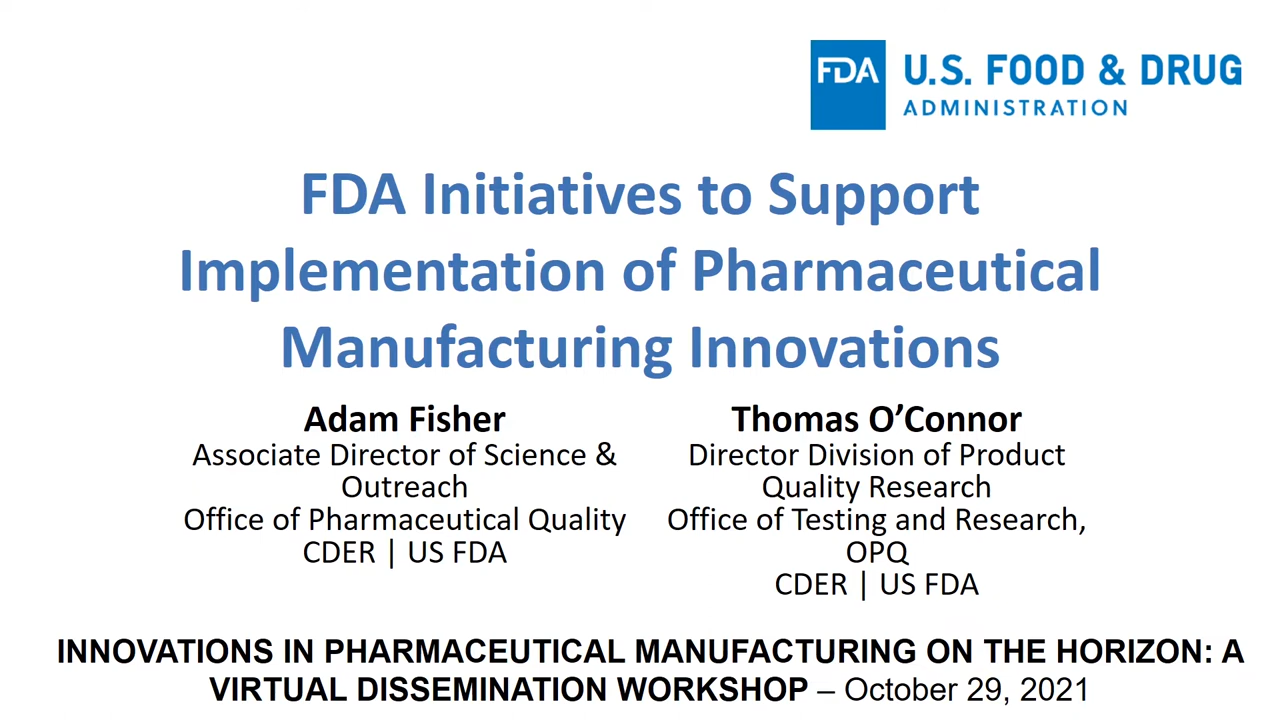 FDA U.S. FOOD & DRUG
ADMINISTRATION
FDA Initiatives to Support
Implementation of Pharmaceutical
Manufacturing Innovations
Adam Fisher
Associate Director of Science &
Outreach
Office of Pharmaceutical Quality
CDER | US FDA
Thomas O’Connor
Director Division of Product
Quality Research
Office of Testing and Research,
OPQ
CDER | US FDA
INNOVATIONS IN PHARMACEUTICAL MANUFACTURING ON THE HORIZON: A
VIRTUAL DISSEMINATION WORKSHOP – October 29, 2021